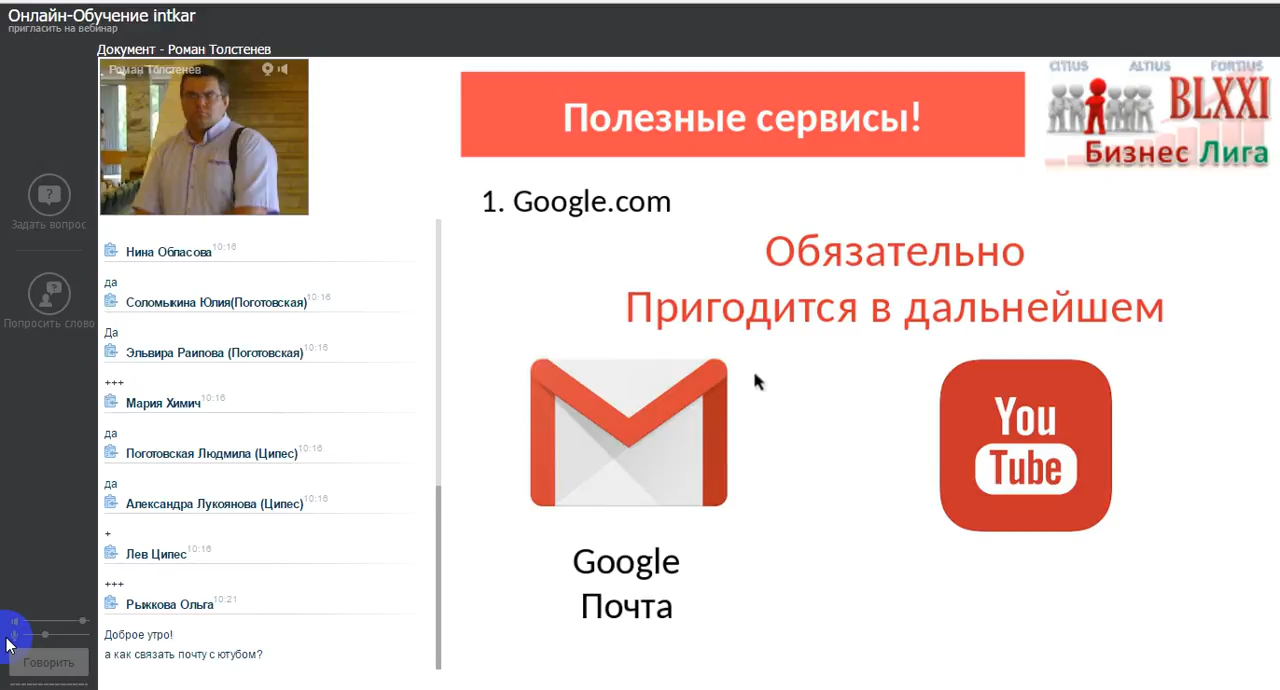 Онлайн-Обучение intkar
пригласить на вебинар
Документ - Роман Толстенев
Роман Толстенев
Задать вопрос
Попросить слово
Говорить
Нина Обласова 10:16
да
Соломыкина Юлия(Поготовская) 10:16
Да
Эльвира Раипова (Поготовская) 10:16
+++
Мария Химич 10:16
да
Поготовская Людмила (Ципес) 10:16
да
Александра Лукоянова (Ципес) 10:16
+
Лев Ципес 10:16
+++
Рыжкова Ольга 10:21
Доброе утро!
а как связать почту с ютубом?
Полезные сервисы!
CITIUS ALTIUS FORTIUS
BLXXI
Бизнес Лига
1. Google.com
Обязательно
Пригодится в дальнейшем
You
Tube
Google
Почта